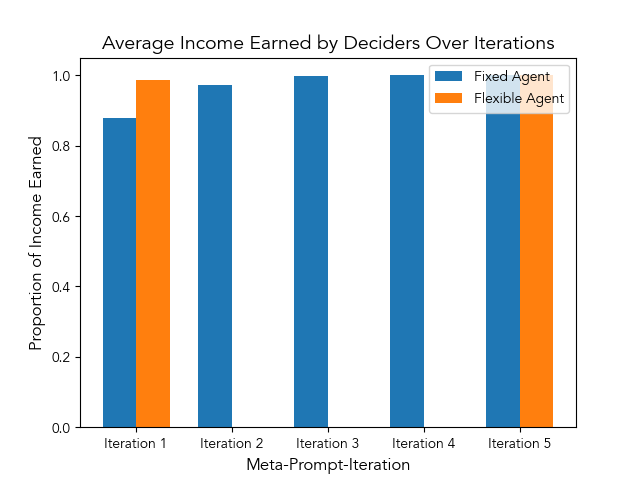 Average Income Earned by Deciders Over Iterations
Fixed Agent
Flexible Agent
Proportion of Income Earned
1.0
0.8
0.6
0.4
0.2
0.0
Iteration 1 Iteration 2 Iteration 3 Iteration 4 Iteration 5
Meta-Prompt-Iteration